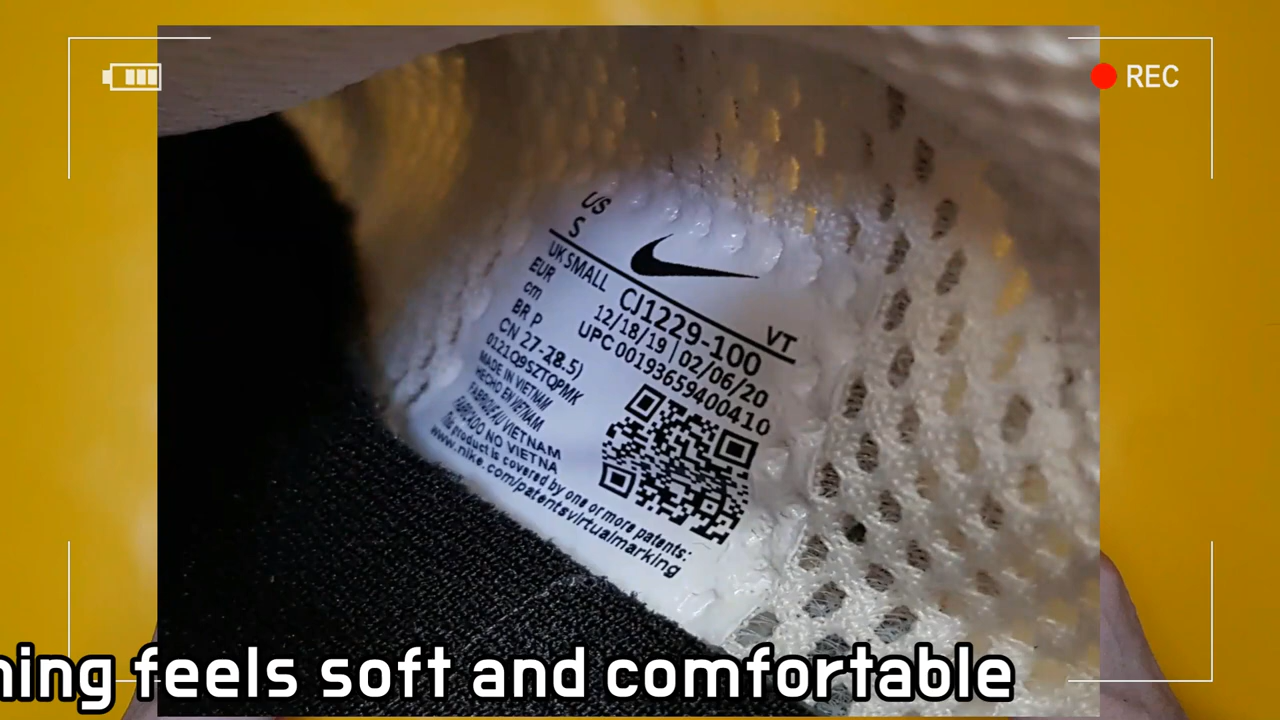 REC
US
S
UK SMALL
EUR
cm
BR p
CN 27-28.5)
0121Q9SZTQPMK
MADE IN VIETNAM
HECHO EN VIETNAM
FABRIQUE AU VIETNAM
FABRICADO NO VIETNA
This product is covered by one or more patents:
www.nike.com/patentsvirtualmarking
CJ1229-100 VT
12/18/19 | 02/06/20
UPC 00193659400410
feels soft and comfortable